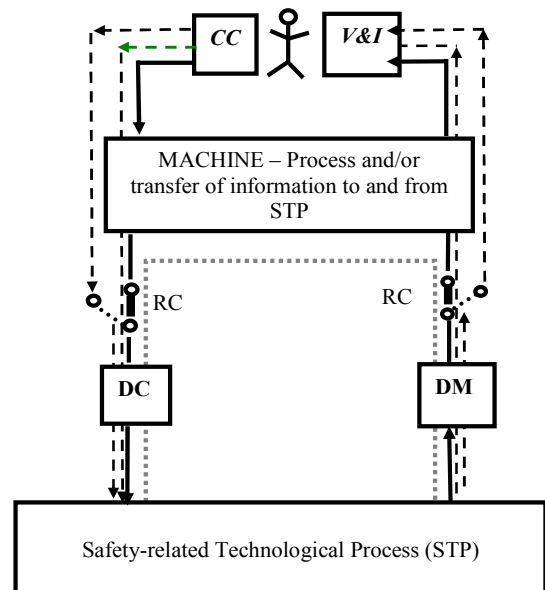 CC
V&I
MACHINE – Process and/or
transfer of information to and from
STP
RC
RC
DC
DM
Safety-related Technological Process (STP)